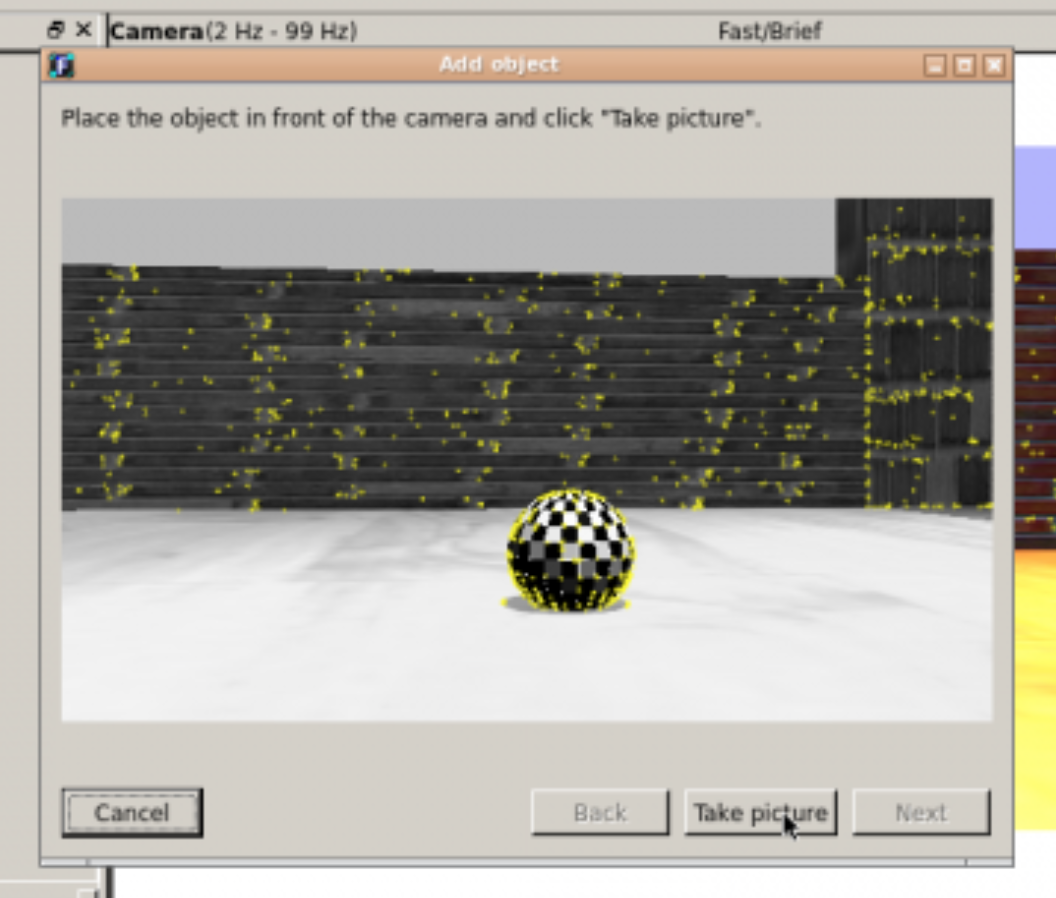 Camera(2 Hz - 99 Hz) Fast/Brief
Add object
Place the object in front of the camera and click "Take picture".
Cancel Back Take picture Next